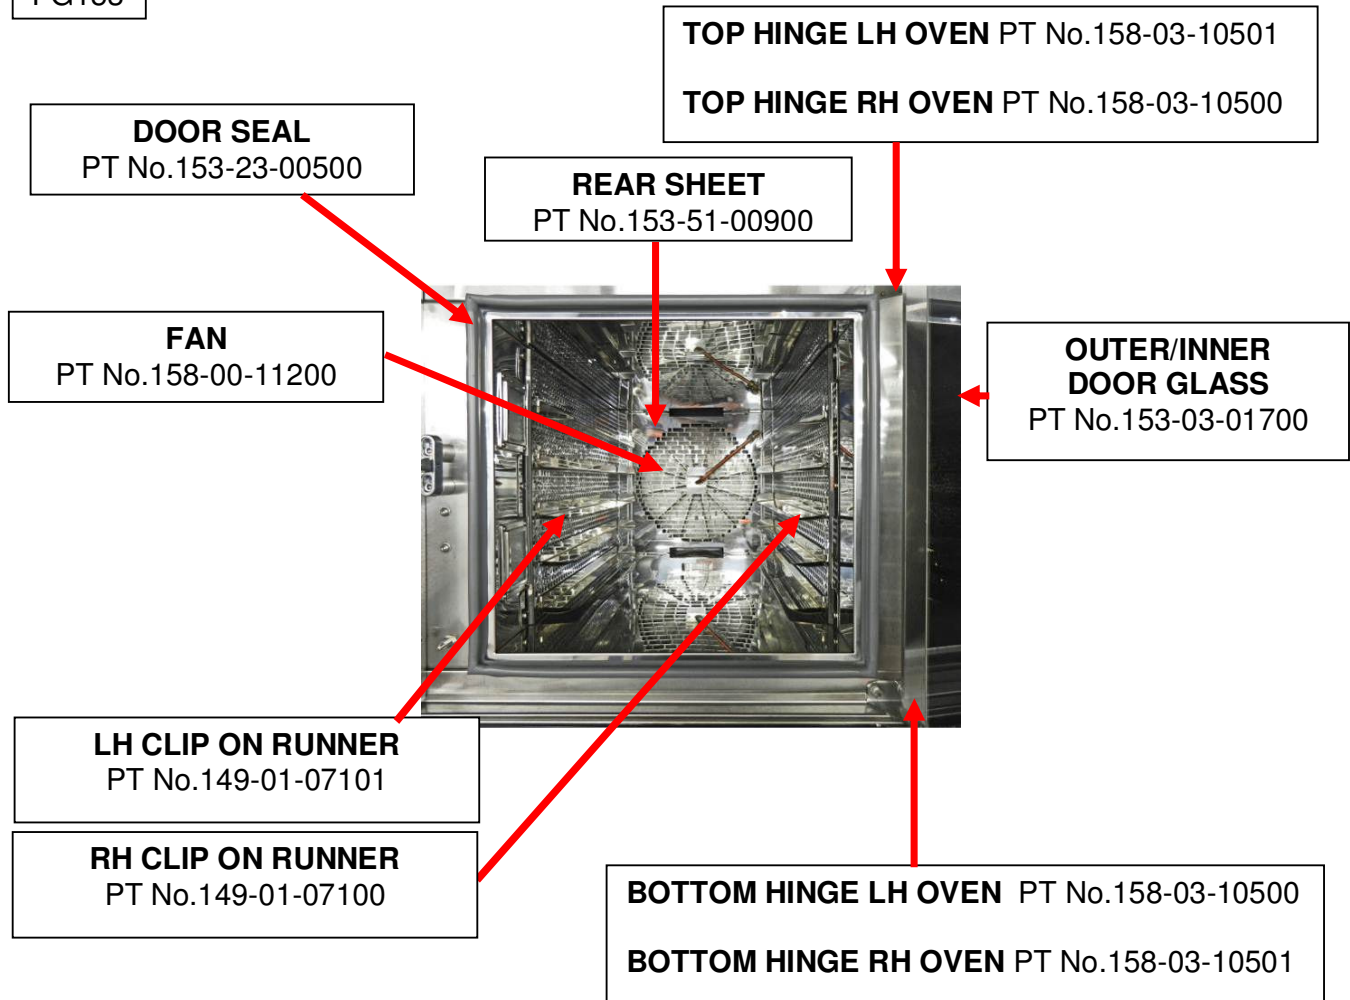 TOP HINGE LH OVEN PT No.158-03-10501
TOP HINGE RH OVEN PT No.158-03-10500
DOOR SEAL
PT No.153-23-00500
REAR SHEET
PT No.153-51-00900
FAN
PT No.158-00-11200
OUTER/INNER
DOOR GLASS
PT No.153-03-01700
LH CLIP ON RUNNER
PT No.149-01-07101
RH CLIP ON RUNNER
PT No.149-01-07100
BOTTOM HINGE LH OVEN PT No.158-03-10500
BOTTOM HINGE RH OVEN PT No.158-03-10501